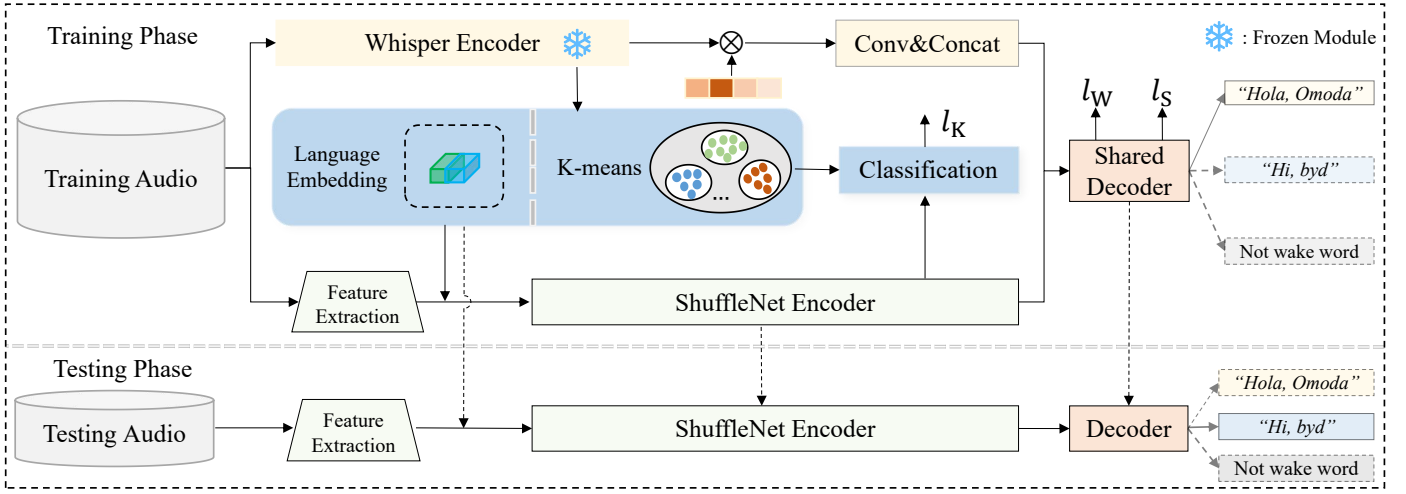 Training Phase
Whisper Encoder
Conv&Concat
: Frozen Module
Training Audio
Language
Embedding
K-means
...
l_K
Classification
l_W
l_S
Shared
Decoder
“Hola, Omoda”
“Hi, byd”
Not wake word
Feature
Extraction
ShuffleNet Encoder
Testing Phase
Testing Audio
Feature
Extraction
ShuffleNet Encoder
Decoder
“Hola, Omoda”
“Hi, byd”
Not wake word